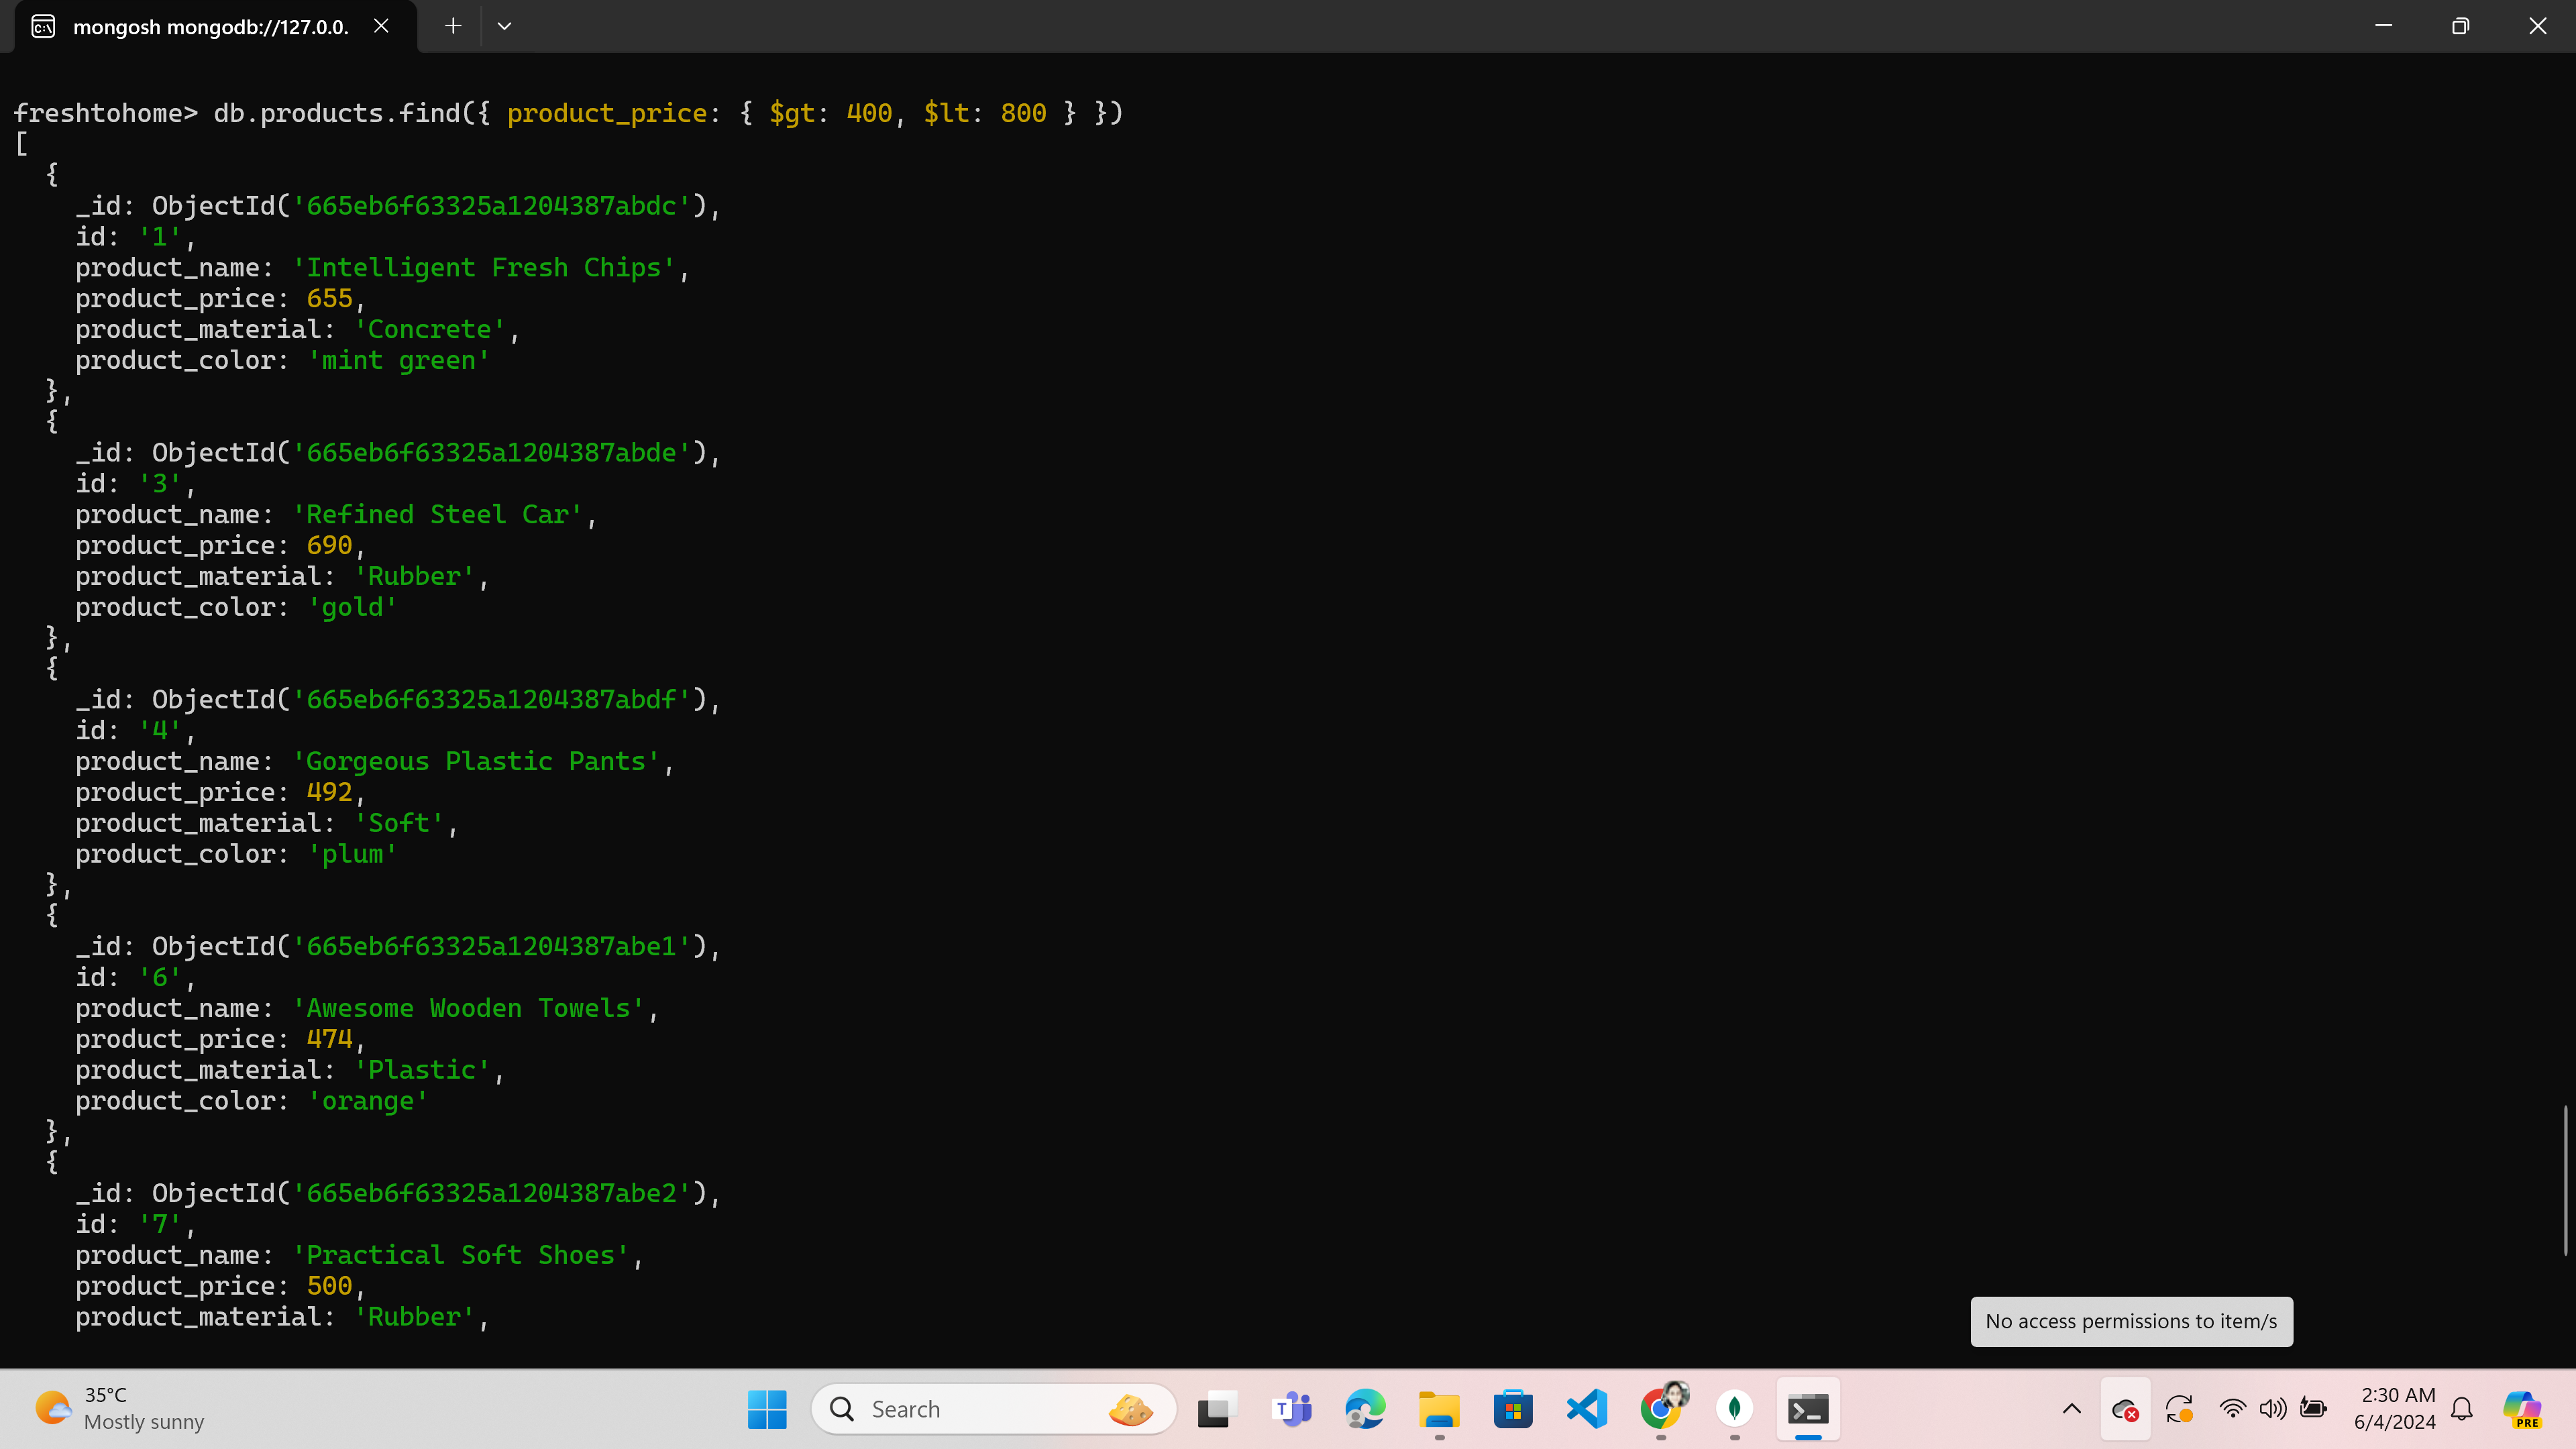 mongosh mongodb://127.0.0.
freshtohome> db.products.find({ product_price: { $gt: 400, $lt: 800 } })
[
  {
    _id: ObjectId('665eb6f63325a1204387abdc'),
    id: '1',
    product_name: 'Intelligent Fresh Chips',
    product_price: 655,
    product_material: 'Concrete',
    product_color: 'mint green'
  },
  {
    _id: ObjectId('665eb6f63325a1204387abde'),
    id: '3',
    product_name: 'Refined Steel Car',
    product_price: 690,
    product_material: 'Rubber',
    product_color: 'gold'
  },
  {
    _id: ObjectId('665eb6f63325a1204387abdf'),
    id: '4',
    product_name: 'Gorgeous Plastic Pants',
    product_price: 492,
    product_material: 'Soft',
    product_color: 'plum'
  },
  {
    _id: ObjectId('665eb6f63325a1204387abe1'),
    id: '6',
    product_name: 'Awesome Wooden Towels',
    product_price: 474,
    product_material: 'Plastic',
    product_color: 'orange'
  },
  {
    _id: ObjectId('665eb6f63325a1204387abe2'),
    id: '7',
    product_name: 'Practical Soft Shoes',
    product_price: 500,
    product_material: 'Rubber',
No access permissions to item/s
35°C
Mostly sunny
Search
2:30 AM
6/4/2024
PRE